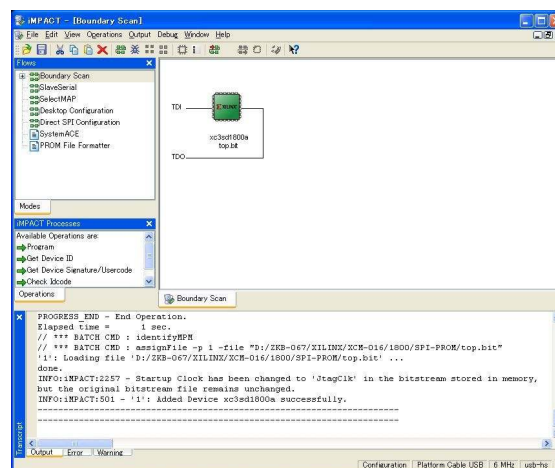 iMPACT - [Boundary Scan]
File Edit View Operations Output Debug Window Help
Flows
Boundary Scan
SlaveSerial
SelectMAP
Desktop Configuration
Direct SPI Configuration
SystemACE
PROM File Formatter
Modes
iMPACT Processes
Available Operations are:
Program
Get Device ID
Get Device Signature/Usercode
Check Idcode
Operations
TDI
XILINX
xc3sd1800a
top.bit
TDO
Boundary Scan
PROGRESS_END - End Operation.
Elapsed time = 1 sec.
// *** BATCH CMD : identifyMPM
// *** BATCH CMD : assignFile -p 1 -file "D:/ZKB-067/XILINX/XCM-016/1800/SPI-PROM/top.bit"
'1': Loading file 'D:/ZKB-067/XILINX/XCM-016/1800/SPI-PROM/top.bit' ...
done.
INFO:iMPACT:2257 - Startup Clock has been changed to 'JtagClk' in the bitstream stored in memory,
but the original bitstream file remains unchanged.
INFO:iMPACT:501 - '1': Added Device xc3sd1800a successfully.
Transcript
Output Error Warning
Configuration Platform Cable USB 6 MHz usb-hs